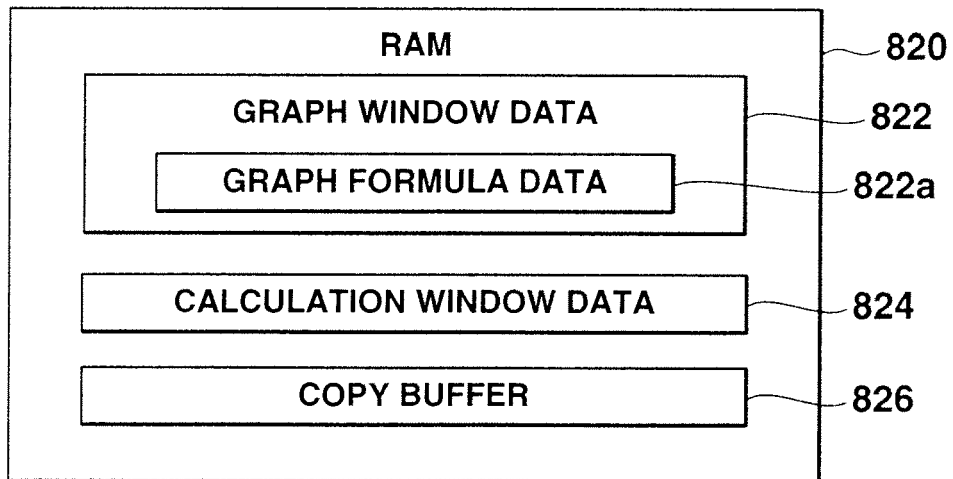 RAM
820
GRAPH WINDOW DATA
822
GRAPH FORMULA DATA
822a
CALCULATION WINDOW DATA
824
COPY BUFFER
826